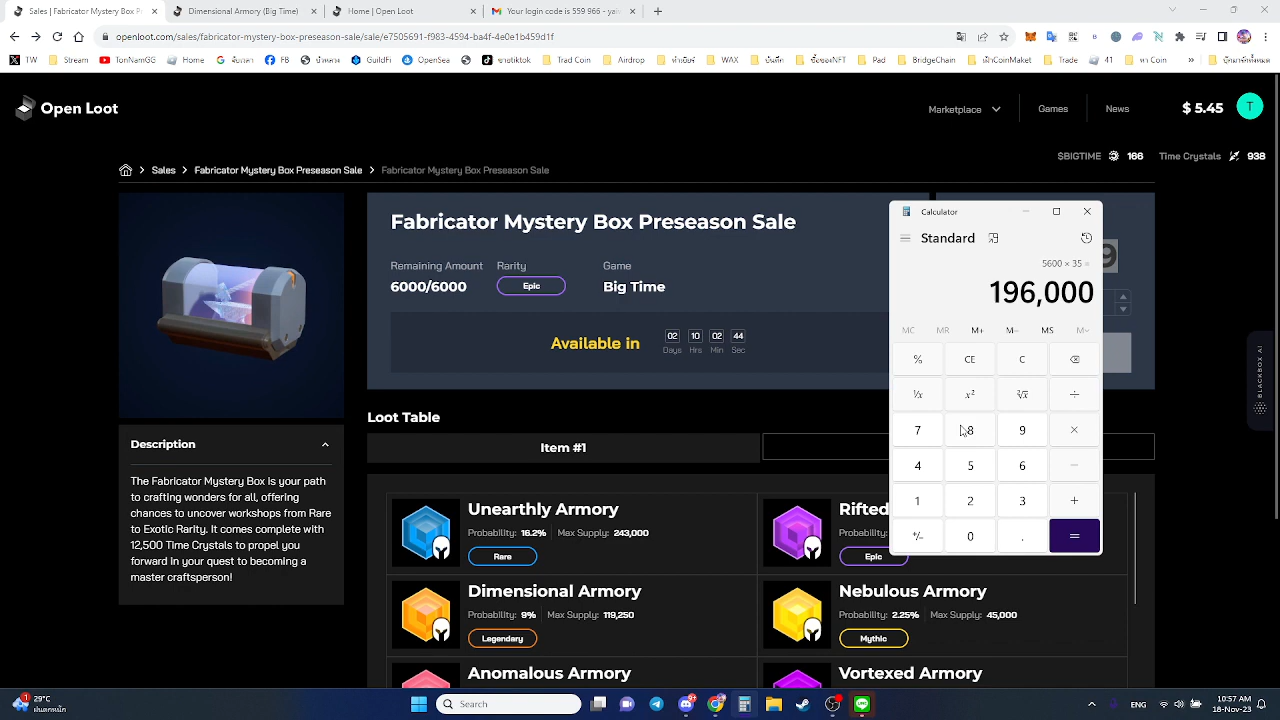 Sales | Fabricator Mystery Box Pr
Dimensional Armory (Big Time)
Home | Open Loot
Your login code is 559 966 - yai
openloot.com/sales/fabricator-mystery-box-preseason-sale/sale/e7505691-f983-4594-ba4f-4e0e1b459d1f
TW
Stream
TonNamGG
Home
FB
GuildFi
OpenSea
Trad Coin
Airdrop
WAX
Pad
BridgeChain
Trade
41
Open Loot
Marketplace
Games
News
$ 5.45
T
$BIGTIME 166 Time Crystals 938
Sales > Fabricator Mystery Box Preseason Sale > Fabricator Mystery Box Preseason Sale
Fabricator Mystery Box Preseason Sale
Remaining Amount Rarity Game
6000/6000 Epic Big Time
Available in 02 10 02 44
Days Hrs Min Sec
Calculator
Standard
5600 × 35 =
196,000
MC MR M+ M− MS M˅
% CE C
7 8 9 ×
4 5 6 −
1 2 3 +
+/− 0 . =
BLACKBOX AI
Description
The Fabricator Mystery Box is your path
to crafting wonders for all, offering
chances to uncover workshops from Rare
to Exotic Rarity. It comes complete with
12,500 Time Crystals to propel you
forward in your quest to becoming a
master craftsperson!
Loot Table
Item #1
Unearthly Armory
Probability: 16.2% Max Supply: 243,000
Rare
Rifted
Probability:
Epic
Dimensional Armory
Probability: 9% Max Supply: 119,250
Legendary
Nebulous Armory
Probability: 2.25% Max Supply: 45,000
Mythic
Anomalous Armory
Vortexed Armory
29°C
Search
ENG
10:57 AM
18-Nov-23